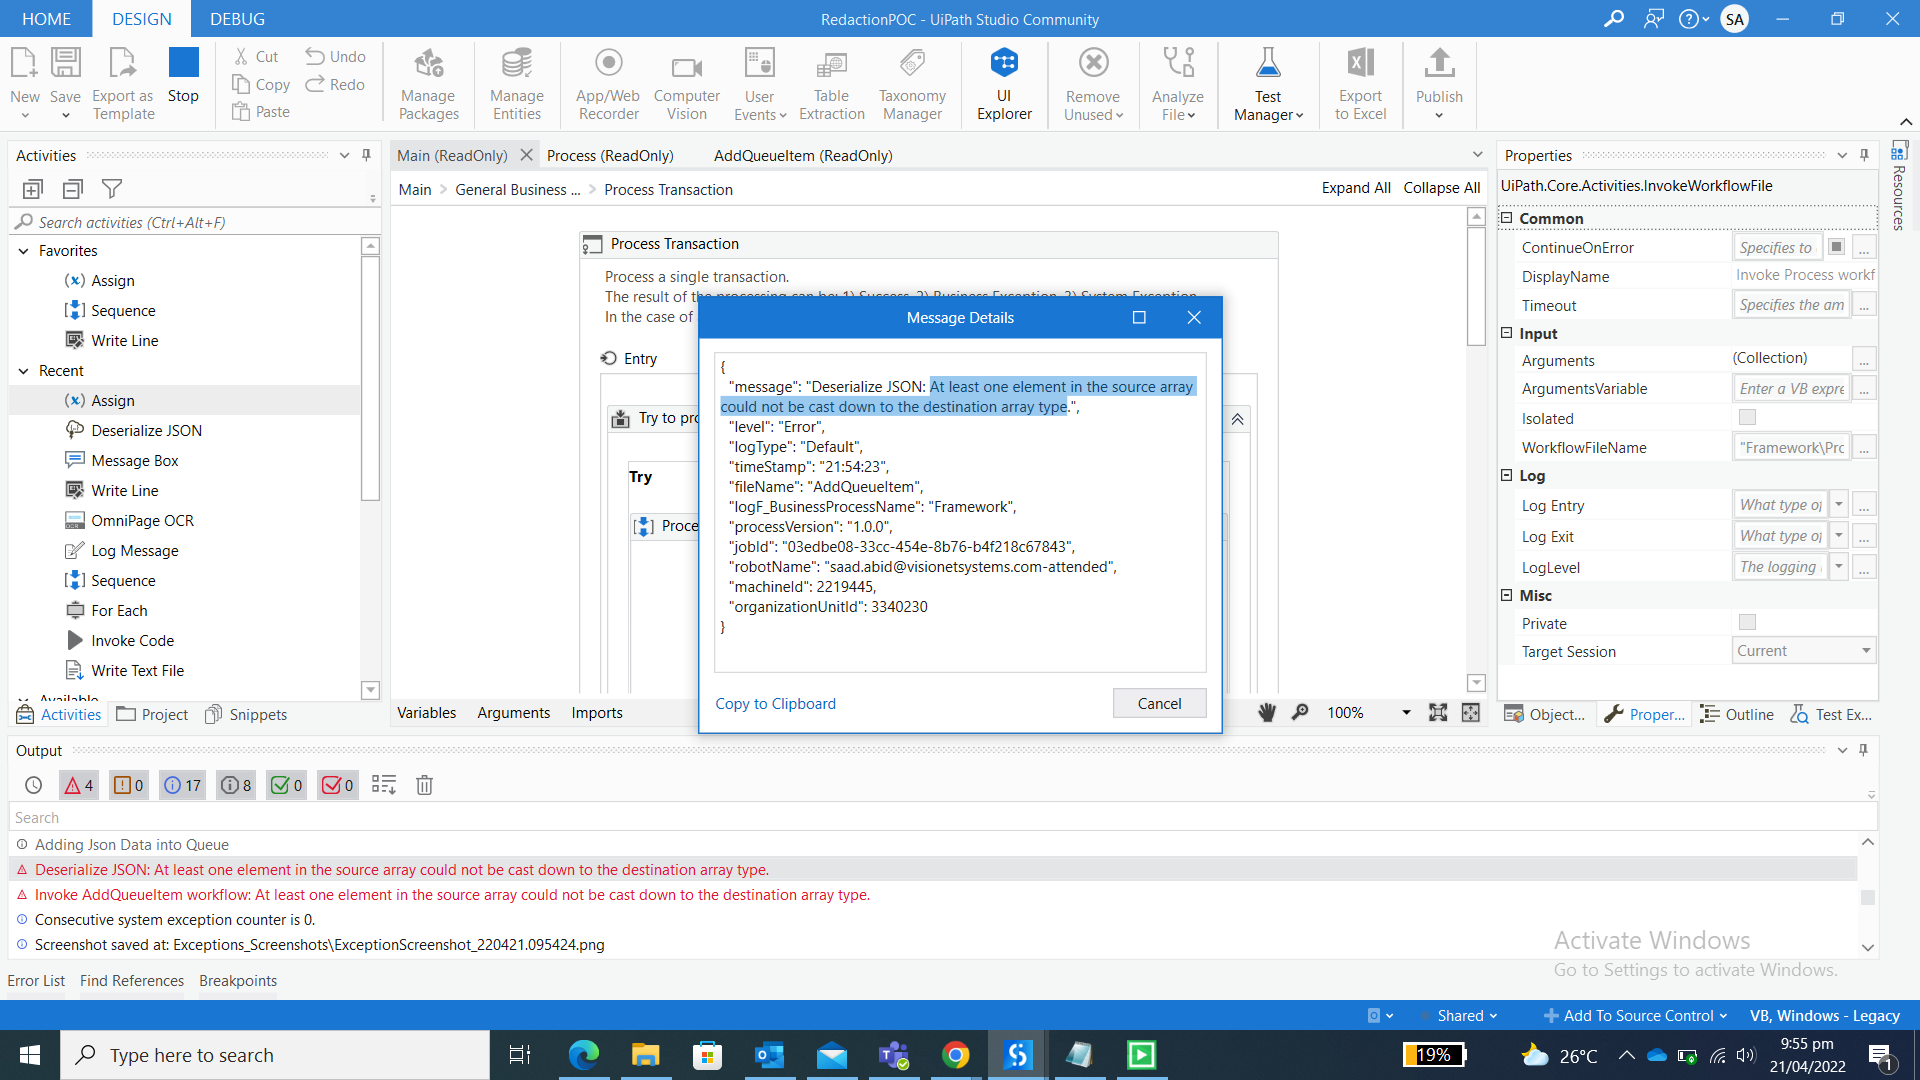 HOME DESIGN DEBUG RedactionPOC - UiPath Studio Community SA
New Save Export as Template Stop Cut Copy Paste Undo Redo
Manage Packages Manage Entities App/Web Recorder Computer Vision User Events Table Extraction Taxonomy Manager UI Explorer Remove Unused Analyze File Test Manager Export to Excel Publish
Activities
Search activities (Ctrl+Alt+F)
Favorites
Assign
Sequence
Write Line
Recent
Assign
Deserialize JSON
Message Box
Write Line
OmniPage OCR
Log Message
Sequence
For Each
Invoke Code
Write Text File
Available
Activities Project Snippets
Main (ReadOnly) Process (ReadOnly) AddQueueItem (ReadOnly)
Main > General Business ... > Process Transaction Expand All Collapse All
Process Transaction
Process a single transaction.
The result of the processing can be: 1) Success, 2) Business Exception, 3) System Exception
In the case of
Entry
Try to pro
Try
Proce
Message Details
{
"message": "Deserialize JSON: At least one element in the source array
could not be cast down to the destination array type.",
"level": "Error",
"logType": "Default",
"timeStamp": "21:54:23",
"fileName": "AddQueueItem",
"logF_BusinessProcessName": "Framework",
"processVersion": "1.0.0",
"jobId": "03edbe08-33cc-454e-8b76-b4f218c67843",
"robotName": "saad.abid@visionetsystems.com-attended",
"machineId": 2219445,
"organizationUnitId": 3340230
}
Copy to Clipboard Cancel
Variables Arguments Imports 100%
Properties
UiPath.Core.Activities.InvokeWorkflowFile
Common
ContinueOnError Specifies to ...
DisplayName Invoke Process workf
Timeout Specifies the am ...
Input
Arguments (Collection) ...
ArgumentsVariable Enter a VB expre ...
Isolated
WorkflowFileName "Framework\Prc ...
Log
Log Entry What type of ...
Log Exit What type of ...
LogLevel The logging ...
Misc
Private
Target Session Current
Object... Proper... Outline Test Ex...
Resources
Output
4 0 17 8 0 0
Search
Adding Json Data into Queue
Deserialize JSON: At least one element in the source array could not be cast down to the destination array type.
Invoke AddQueueItem workflow: At least one element in the source array could not be cast down to the destination array type.
Consecutive system exception counter is 0.
Screenshot saved at: Exceptions_Screenshots\ExceptionScreenshot_220421.095424.png
Activate Windows
Go to Settings to activate Windows.
Error List Find References Breakpoints
Shared Add To Source Control VB, Windows - Legacy
Type here to search 19% 26°C 9:55 pm
21/04/2022 1